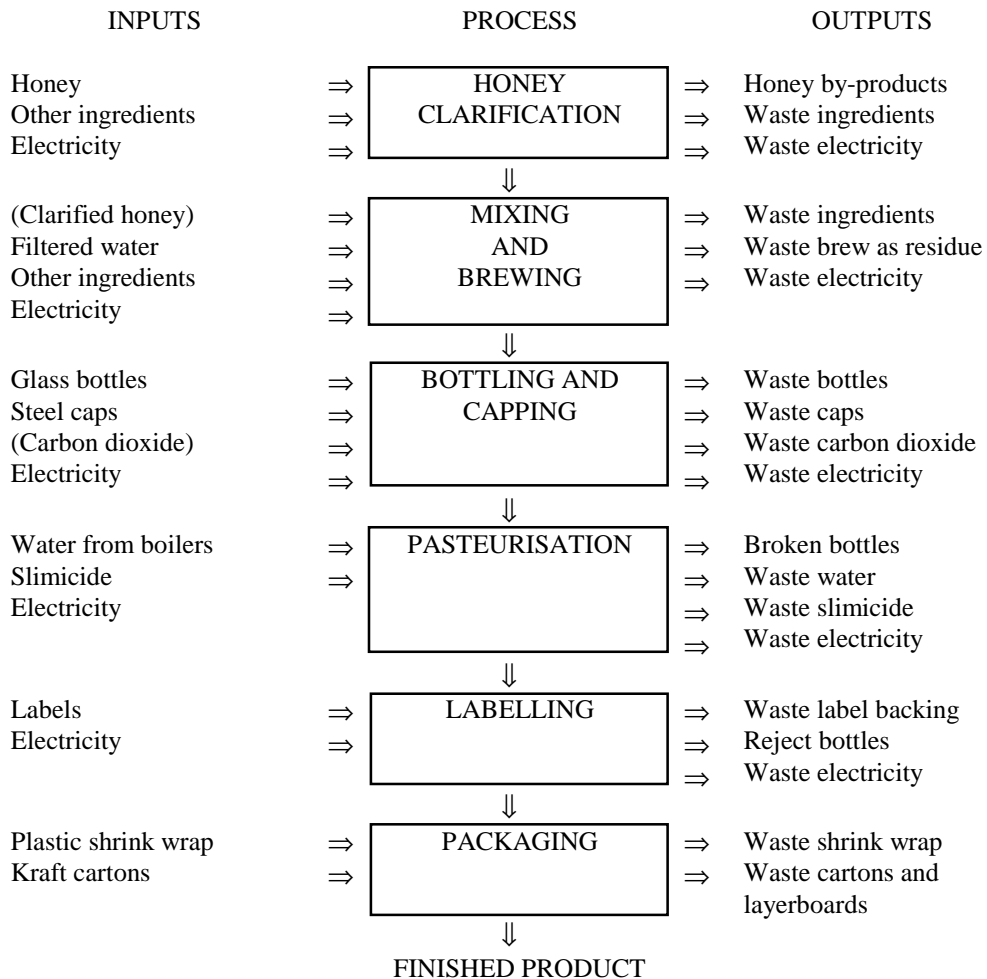 INPUTS PROCESS OUTPUTS
Honey ⇒ HONEY ⇒ Honey by-products
Other ingredients ⇒ CLARIFICATION ⇒ Waste ingredients
Electricity ⇒ ⇒ Waste electricity
⇓
(Clarified honey) ⇒ MIXING ⇒ Waste ingredients
Filtered water ⇒ AND ⇒ Waste brew as residue
Other ingredients ⇒ BREWING ⇒ Waste electricity
Electricity ⇒
⇓
Glass bottles ⇒ BOTTLING AND ⇒ Waste bottles
Steel caps ⇒ CAPPING ⇒ Waste caps
(Carbon dioxide) ⇒ ⇒ Waste carbon dioxide
Electricity ⇒ ⇒ Waste electricity
⇓
Water from boilers ⇒ PASTEURISATION ⇒ Broken bottles
Slimicide ⇒ ⇒ Waste water
Electricity ⇒ Waste slimicide
⇒ Waste electricity
⇓
Labels ⇒ LABELLING ⇒ Waste label backing
Electricity ⇒ ⇒ Reject bottles
⇒ Waste electricity
⇓
Plastic shrink wrap ⇒ PACKAGING ⇒ Waste shrink wrap
Kraft cartons ⇒ ⇒ Waste cartons and
layerboards
⇓
FINISHED PRODUCT